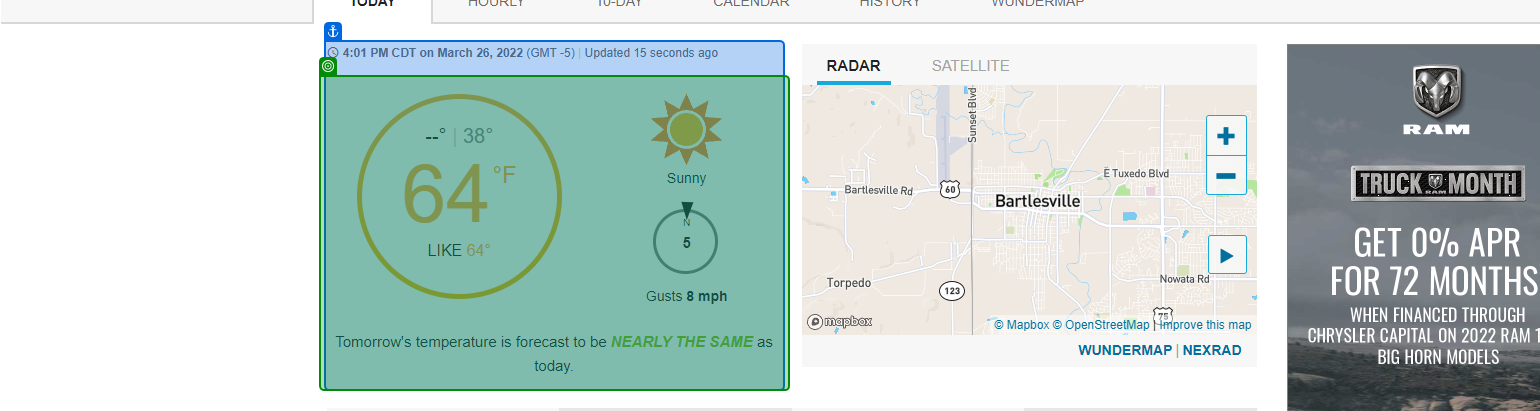 TODAY
HOURLY
10-DAY
CALENDAR
HISTORY
WUNDERMAP
4:01 PM CDT on March 26, 2022 (GMT -5) | Updated 15 seconds ago
--° | 38°
64 °F
LIKE 64°
Sunny
N
5
Gusts 8 mph
Tomorrow's temperature is forecast to be NEARLY THE SAME as
today.
RADAR
SATELLITE
Sunset Blvd
60
E Tuxedo Blvd
Bartlesville Rd
Bartlesville
Torpedo
Nowata Rd
123
75
mapbox
© Mapbox © OpenStreetMap | Improve this map
WUNDERMAP | NEXRAD
RAM
TRUCK RAM MONTH
GET 0% APR
FOR 72 MONTHS
WHEN FINANCED THROUGH
CHRYSLER CAPITAL ON 2022 RAM
BIG HORN MODELS